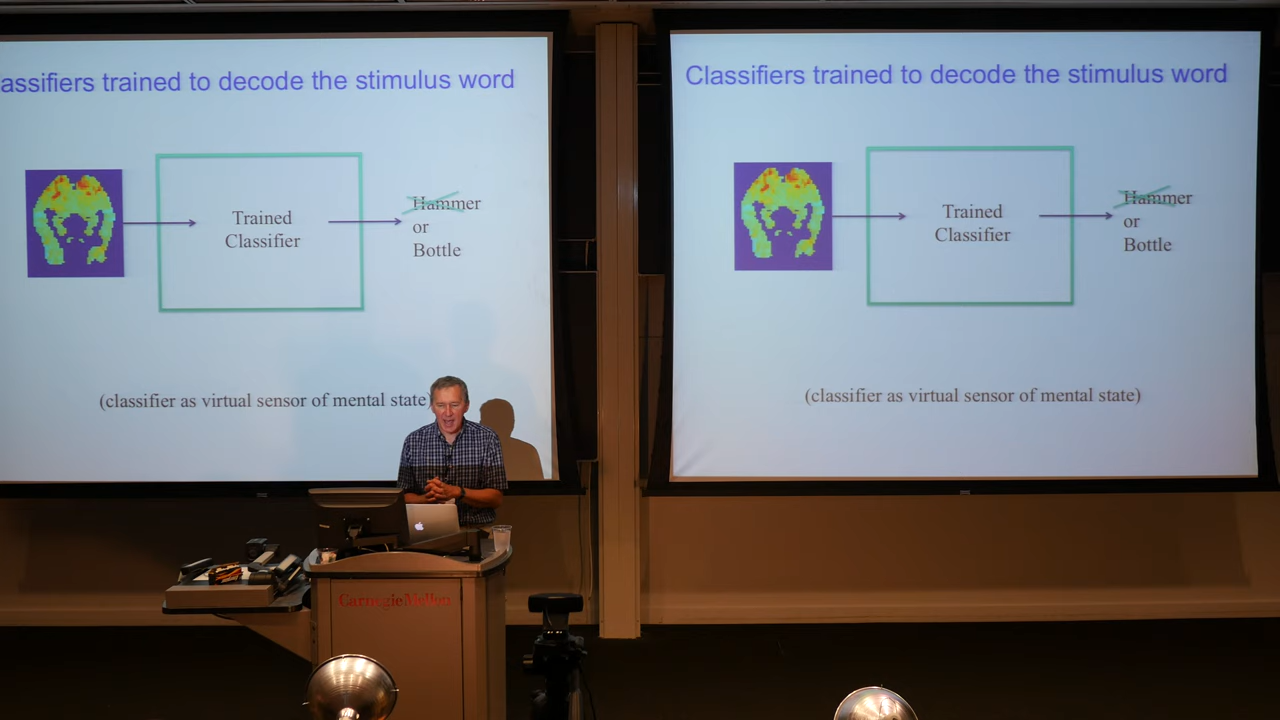 assifiers trained to decode the stimulus word
Trained
Classifier
Hammer
or
Bottle
(classifier as virtual sensor of mental state)
Classifiers trained to decode the stimulus word
Trained
Classifier
Hammer
or
Bottle
(classifier as virtual sensor of mental state)
Carnegie Mellon